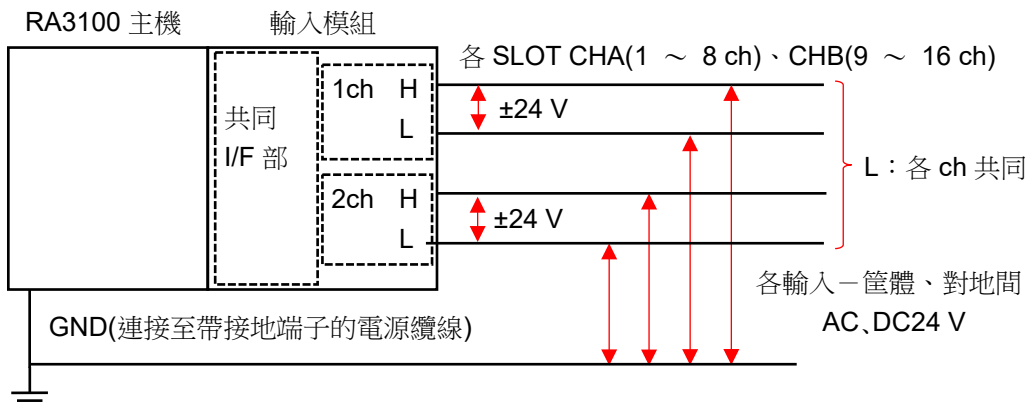 RA3100 主機
輸入模組
各 SLOT CHA(1 ～ 8 ch)、CHB(9 ～ 16 ch)
共同
I/F 部
1ch H
L
±24 V
2ch H
L
±24 V
L：各 ch 共同
各輸入－筐體、對地間
AC、DC24 V
GND(連接至帶接地端子的電源纜線)